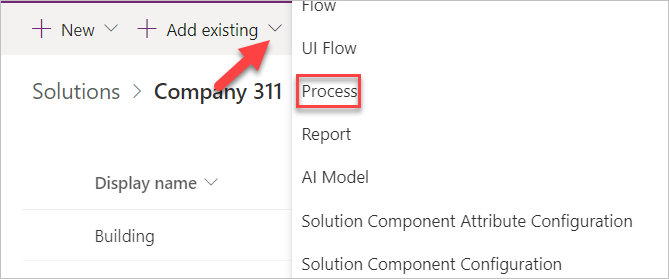 New
Add existing
Solutions > Company 311
Display name
Building
Flow
UI Flow
Process
Report
AI Model
Solution Component Attribute Configuration
Solution Component Configuration